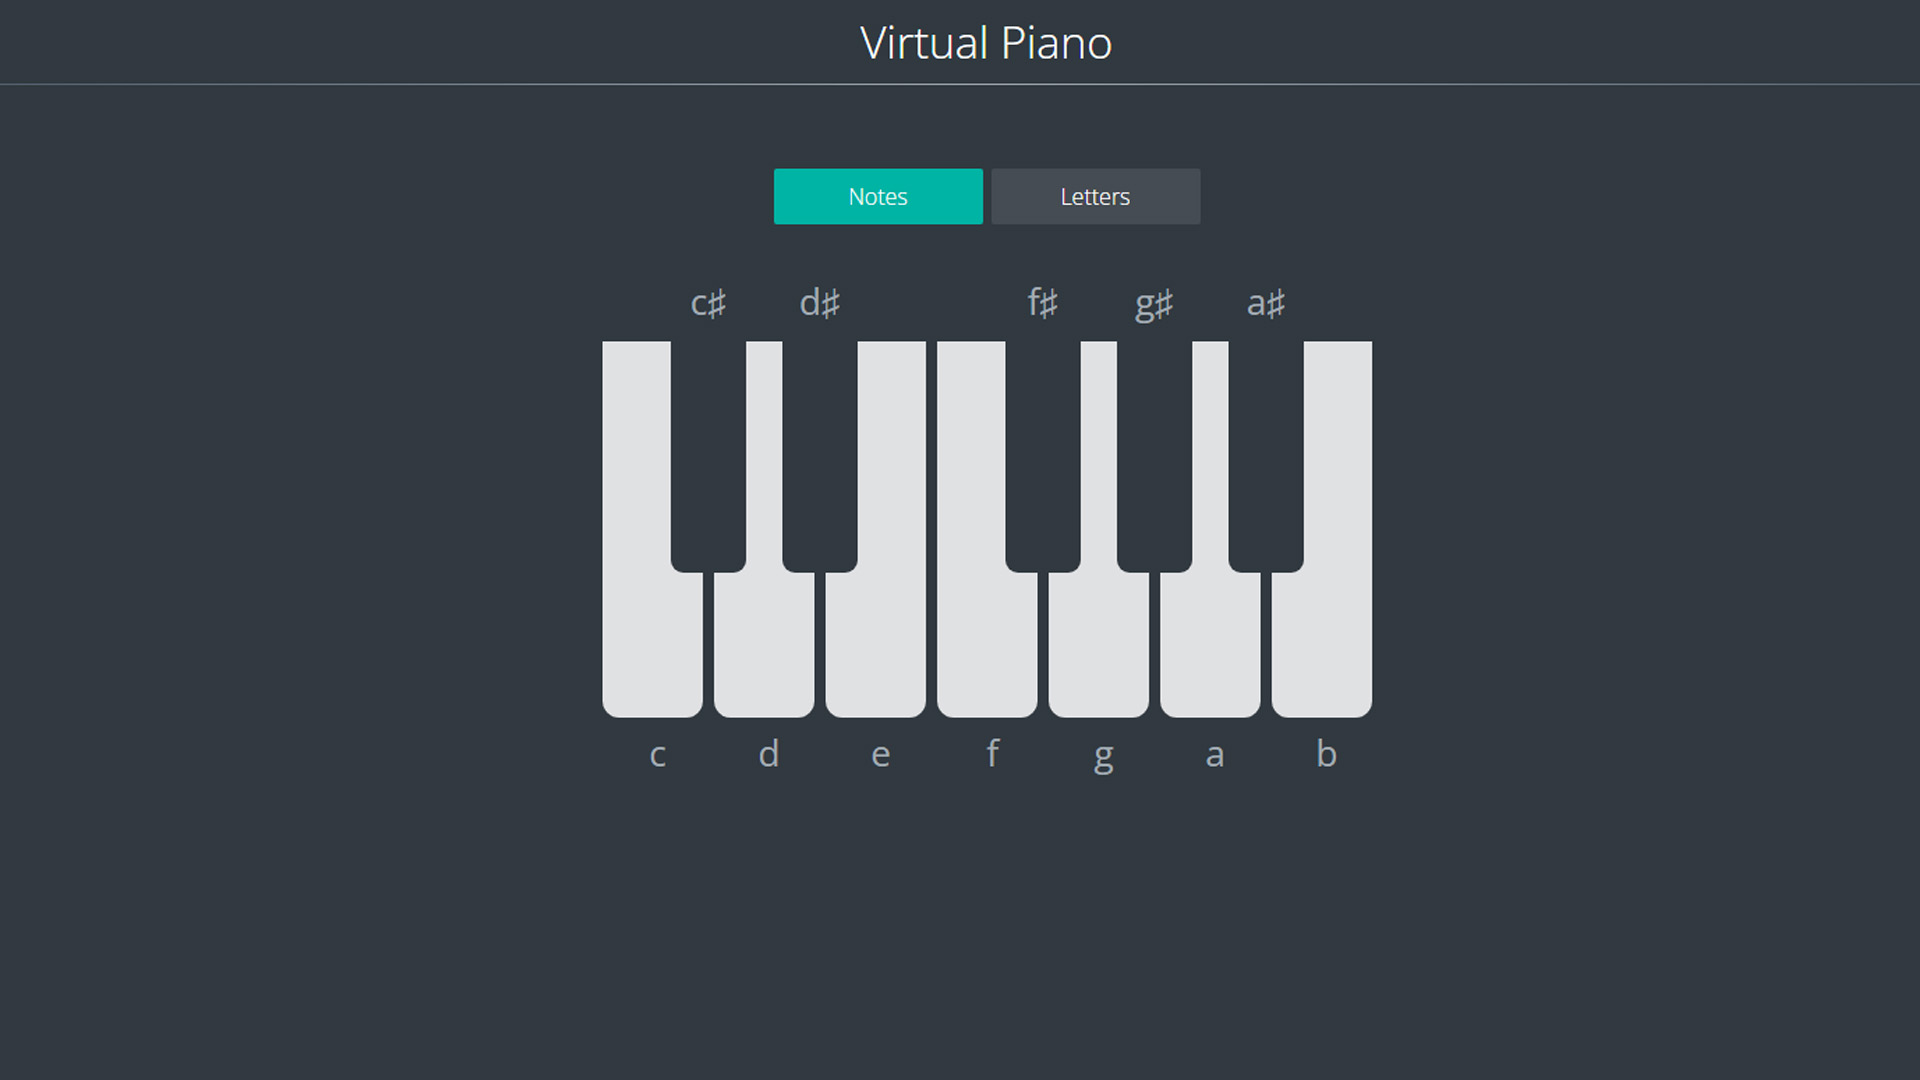 Virtual Piano
Notes Letters
c♯ d♯ f♯ g♯ a♯
c d e f g a b